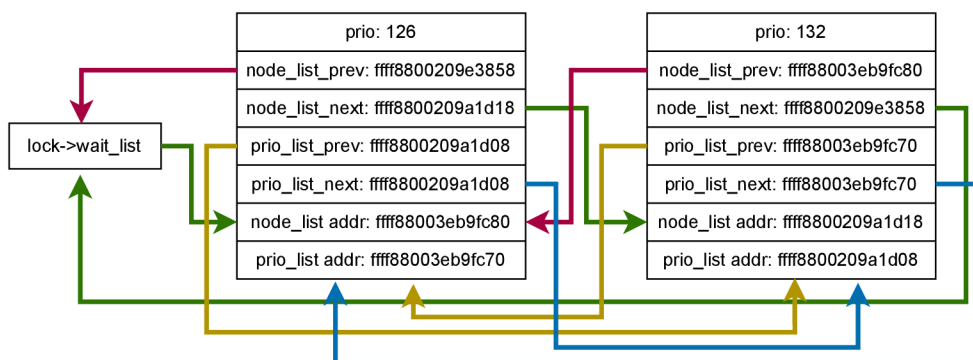 prio: 126
node_list_prev: ffff8800209e3858
node_list_next: ffff8800209a1d18
prio_list_prev: ffff8800209a1d08
prio_list_next: ffff8800209a1d08
node_list addr: ffff88003eb9fc80
prio_list addr: ffff88003eb9fc70
prio: 132
node_list_prev: ffff88003eb9fc80
node_list_next: ffff8800209e3858
prio_list_prev: ffff88003eb9fc70
prio_list_next: ffff88003eb9fc70
node_list addr: ffff8800209a1d18
prio_list addr: ffff8800209a1d08
lock->wait_list